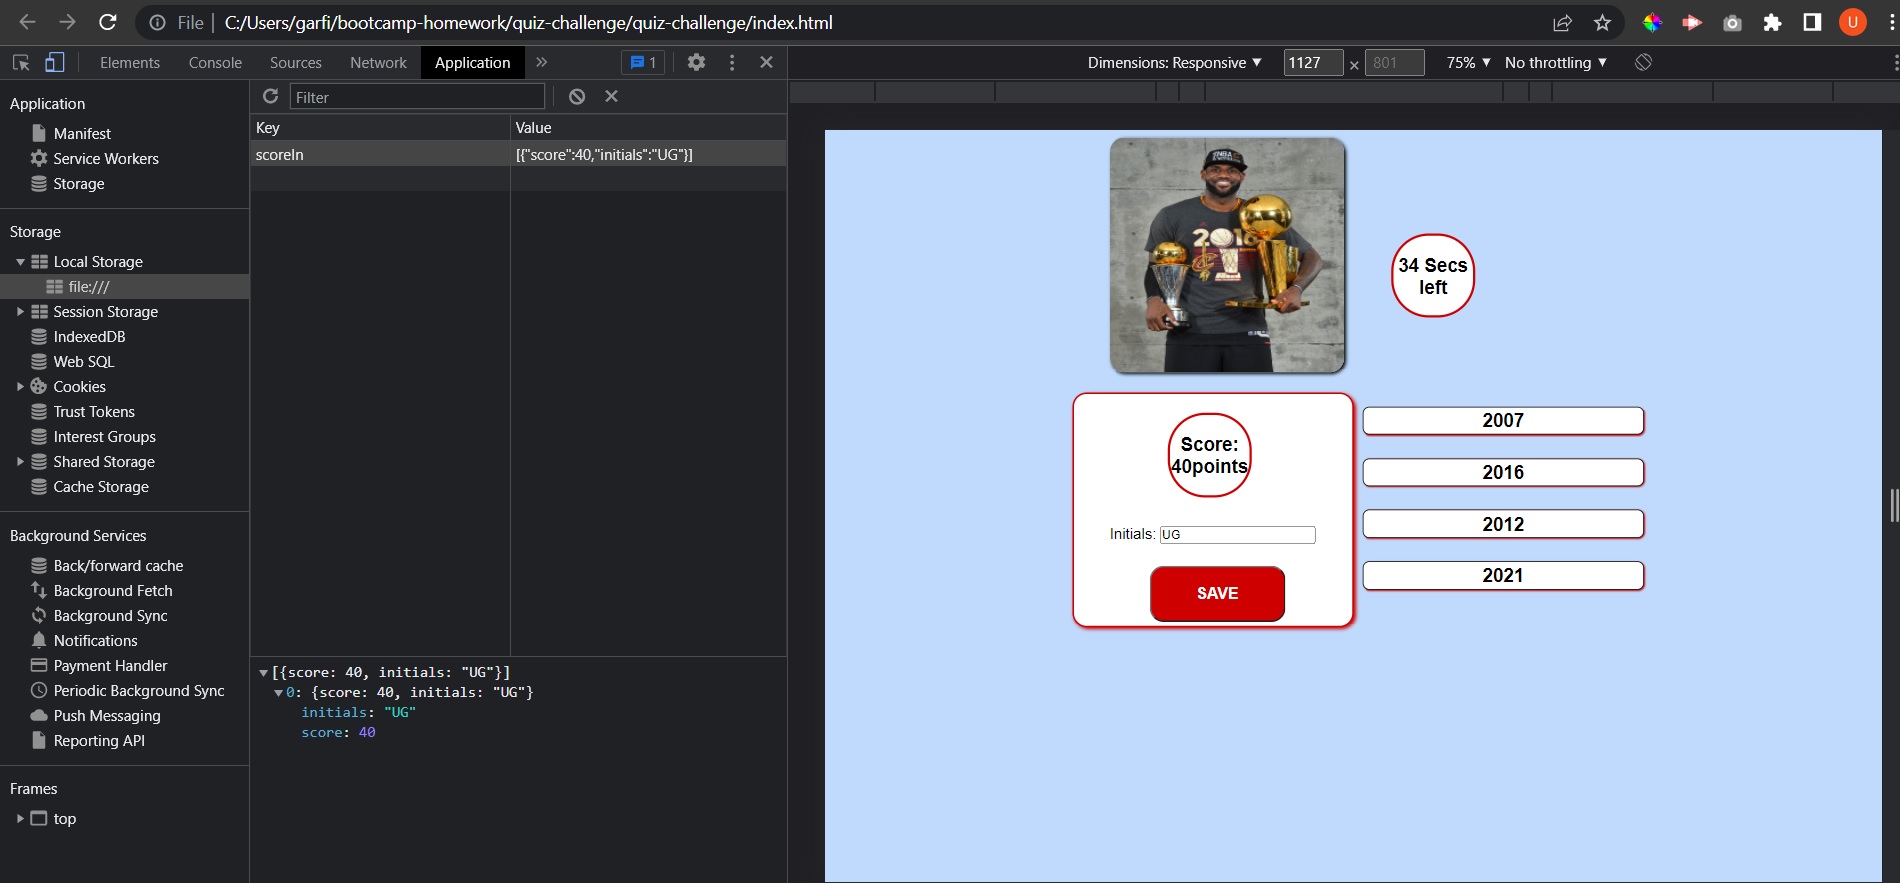 File
C:/Users/garfi/bootcamp-homework/quiz-challenge/quiz-challenge/index.html
U
Elements Console Sources Network Application 1
Dimensions: Responsive ▼ 1127 × 801 75% ▼ No throttling ▼
Application
Manifest
Service Workers
Storage
Storage
Local Storage
file:///
Session Storage
IndexedDB
Web SQL
Cookies
Trust Tokens
Interest Groups
Shared Storage
Cache Storage
Background Services
Back/forward cache
Background Fetch
Background Sync
Notifications
Payment Handler
Periodic Background Sync
Push Messaging
Reporting API
Frames
top
Filter
Key Value
scoreIn [{"score":40,"initials":"UG"}]
[{score: 40, initials: "UG"}]
0: {score: 40, initials: "UG"}
initials: "UG"
score: 40
NBA
2016
34 Secs
left
Score:
40points
Initials: UG
SAVE
2007
2016
2012
2021